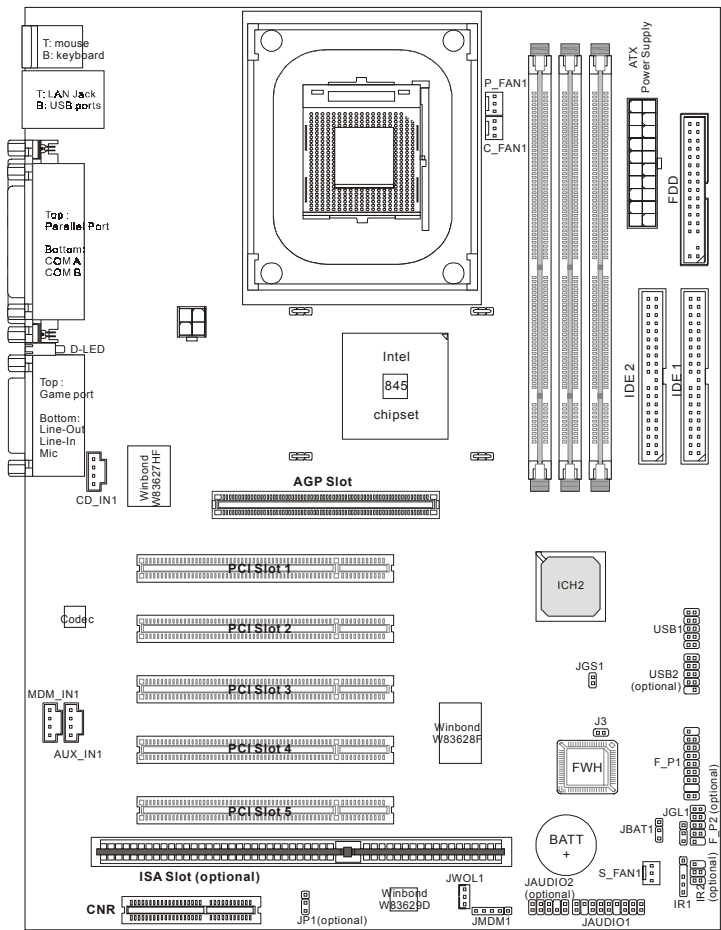 T: mouse
B: keyboard
T: LAN Jack
B: USB ports
Top :
Parallel Port
Bottom:
COM A
COM B
D-LED
Top :
Game port
Bottom:
Line-Out
Line-In
Mic
CD_IN1
Winbond
W83627HF
P_FAN1
C_FAN1
ATX
Power Supply
FDD
IDE 2
IDE 1
Intel
845
chipset
AGP Slot
PCI Slot 1
PCI Slot 2
PCI Slot 3
PCI Slot 4
PCI Slot 5
ICH2
Codec
MDM_IN1
AUX_IN1
USB1
USB2
(optional)
JGS1
J3
Winbond
W83628F
FWH
F_P1
JGL1
F_P2 (optional)
JBAT1
BATT
+
ISA Slot (optional)
CNR
JP1(optional)
Winbond
W83629D
JWOL1
JMDM1
JAUDIO2
(optional)
JAUDIO1
S_FAN1
IR1
IR2
(optional)